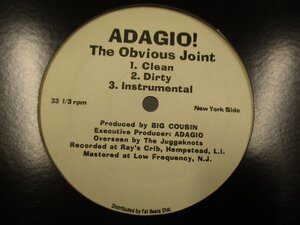 ADAGIO!
The Obvious Joint
1. Clean
2. Dirty
3. Instrumental
33 1/3 rpm
New York Side
Produced by BIG COUSIN
Executive Producer: ADAGIO
Overseen by The Juggaknots
Recorded at Ray's Crib, Hempstead, L.I.
Mastered at Low Frequency, N.J.
Distributed by Fat Beats Dist.